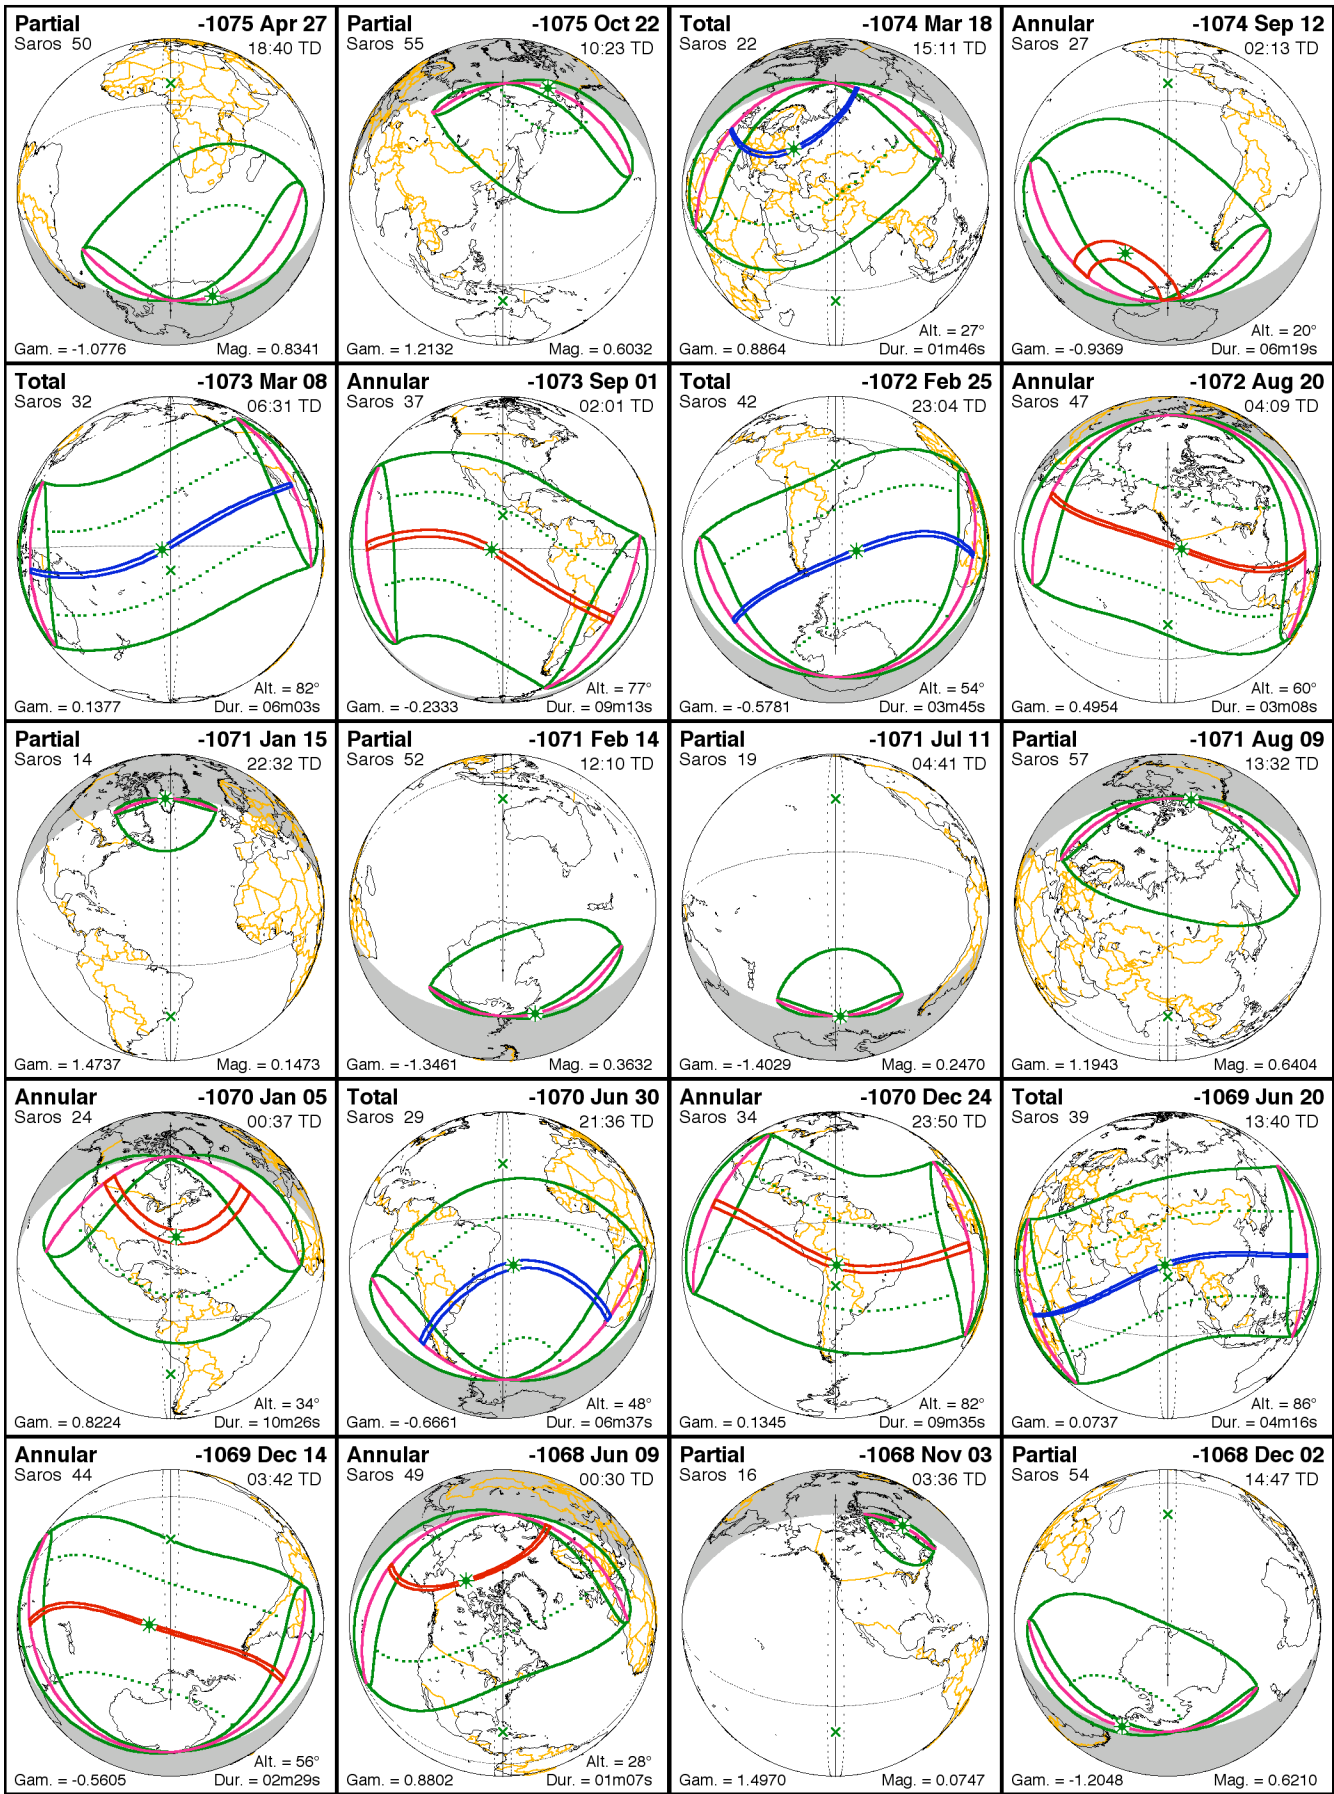 Partial -1075 Apr 27
Saros 50 18:40 TD
Gam. = -1.0776 Mag. = 0.8341
Partial -1075 Oct 22
Saros 55 10:23 TD
Gam. = 1.2132 Mag. = 0.6032
Total -1074 Mar 18
Saros 22 15:11 TD
Alt. = 27°
Gam. = 0.8864 Dur. = 01m46s
Annular -1074 Sep 12
Saros 27 02:13 TD
Alt. = 20°
Gam. = -0.9369 Dur. = 06m19s
Total -1073 Mar 08
Saros 32 06:31 TD
Alt. = 82°
Gam. = 0.1377 Dur. = 06m03s
Annular -1073 Sep 01
Saros 37 02:01 TD
Alt. = 77°
Gam. = -0.2333 Dur. = 09m13s
Total -1072 Feb 25
Saros 42 23:04 TD
Alt. = 54°
Gam. = -0.5781 Dur. = 03m45s
Annular -1072 Aug 20
Saros 47 04:09 TD
Alt. = 60°
Gam. = 0.4954 Dur. = 03m08s
Partial -1071 Jan 15
Saros 14 22:32 TD
Gam. = 1.4737 Mag. = 0.1473
Partial -1071 Feb 14
Saros 52 12:10 TD
Gam. = -1.3461 Mag. = 0.3632
Partial -1071 Jul 11
Saros 19 04:41 TD
Gam. = -1.4029 Mag. = 0.2470
Partial -1071 Aug 09
Saros 57 13:32 TD
Gam. = 1.1943 Mag. = 0.6404
Annular -1070 Jan 05
Saros 24 00:37 TD
Alt. = 34°
Gam. = 0.8224 Dur. = 10m26s
Total -1070 Jun 30
Saros 29 21:36 TD
Alt. = 48°
Gam. = -0.6661 Dur. = 06m37s
Annular -1070 Dec 24
Saros 34 23:50 TD
Alt. = 82°
Gam. = 0.1345 Dur. = 09m35s
Total -1069 Jun 20
Saros 39 13:40 TD
Alt. = 86°
Gam. = 0.0737 Dur. = 04m16s
Annular -1069 Dec 14
Saros 44 03:42 TD
Alt. = 56°
Gam. = -0.5605 Dur. = 02m29s
Annular -1068 Jun 09
Saros 49 00:30 TD
Alt. = 28°
Gam. = 0.8802 Dur. = 01m07s
Partial -1068 Nov 03
Saros 16 03:36 TD
Gam. = 1.4970 Mag. = 0.0747
Partial -1068 Dec 02
Saros 54 14:47 TD
Gam. = -1.2048 Mag. = 0.6210